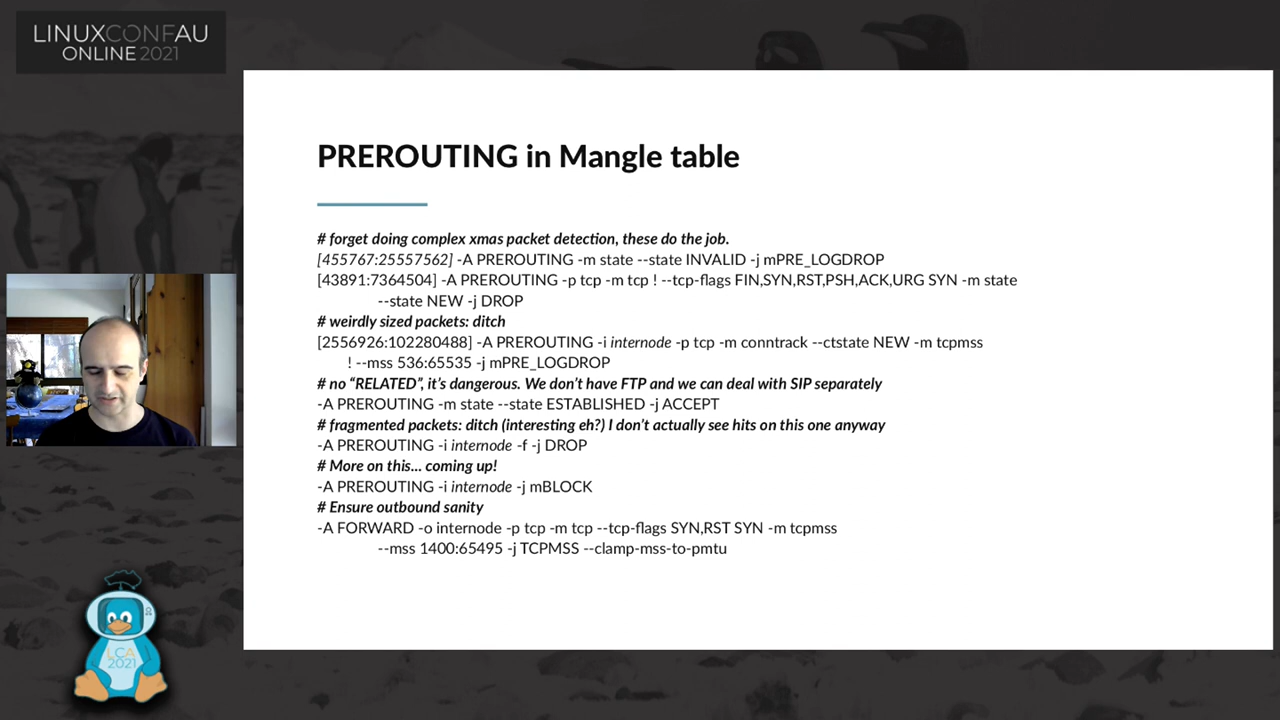 LINUXCONFAU
ONLINE 2021
PREROUTING in Mangle table
# forget doing complex xmas packet detection, these do the job.
[455767:25557562] -A PREROUTING -m state --state INVALID -j mPRE_LOGDROP
[43891:7364504] -A PREROUTING -p tcp -m tcp ! --tcp-flags FIN,SYN,RST,PSH,ACK,URG SYN -m state
--state NEW -j DROP
# weirdly sized packets: ditch
[2556926:102280488] -A PREROUTING -i internode -p tcp -m conntrack --ctstate NEW -m tcpmss
! --mss 536:65535 -j mPRE_LOGDROP
# no “RELATED”, it’s dangerous. We don’t have FTP and we can deal with SIP separately
-A PREROUTING -m state --state ESTABLISHED -j ACCEPT
# fragmented packets: ditch (interesting eh?) I don’t actually see hits on this one anyway
-A PREROUTING -i internode -f -j DROP
# More on this... coming up!
-A PREROUTING -i internode -j mBLOCK
# Ensure outbound sanity
-A FORWARD -o internode -p tcp -m tcp --tcp-flags SYN,RST SYN -m tcpmss
--mss 1400:65495 -j TCPMSS --clamp-mss-to-pmtu
LCA
2021